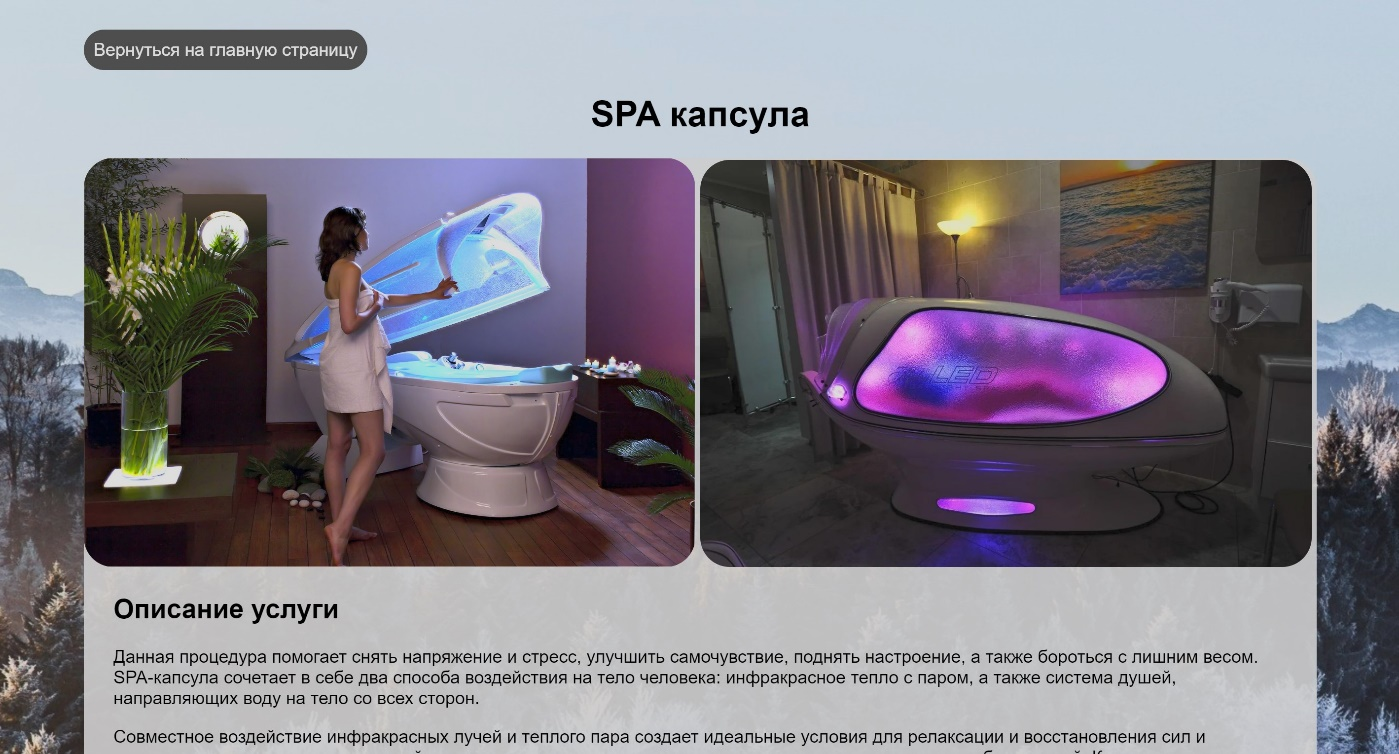 Вернуться на главную страницу
SPA капсула
LED
Описание услуги
Данная процедура помогает снять напряжение и стресс, улучшить самочувствие, поднять настроение, а также бороться с лишним весом.
SPA-капсула сочетает в себе два способа воздействия на тело человека: инфракрасное тепло с паром, а также система душей,
направляющих воду на тело со всех сторон.
Совместное воздействие инфракрасных лучей и теплого пара создает идеальные условия для релаксации и восстановления сил и